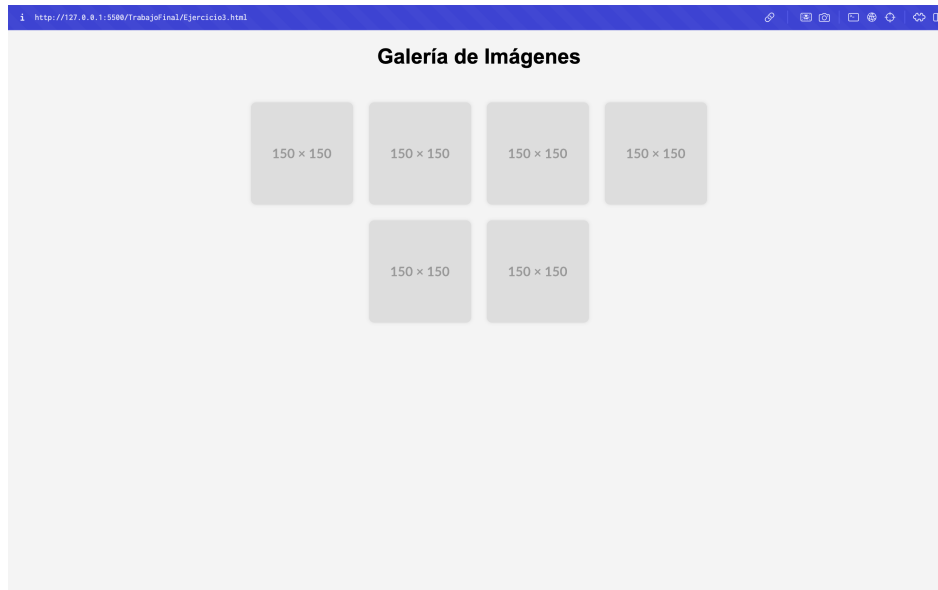 i http://127.0.0.1:5500/TrabajoFinal/Ejercicio3.html
Galería de Imágenes
150 × 150 150 × 150 150 × 150 150 × 150
150 × 150 150 × 150